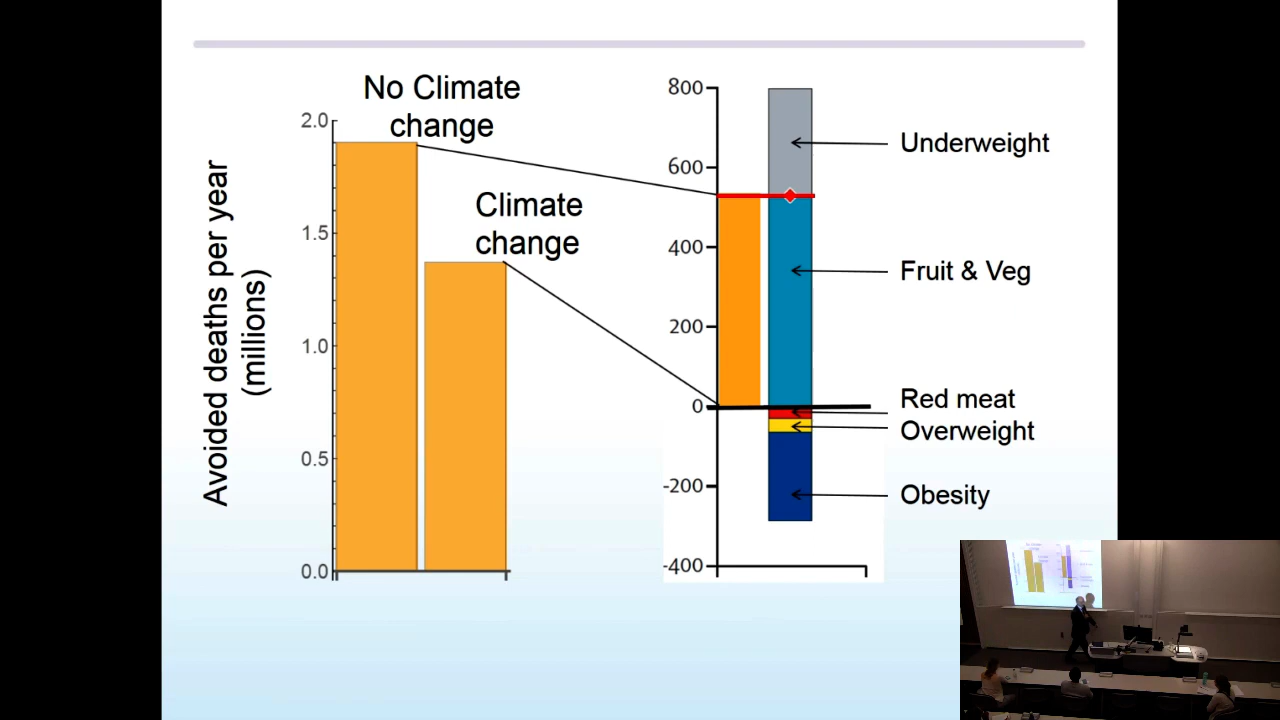 No Climate
change
Climate
change
Avoided deaths per year
(millions)
2.0
1.5
1.0
0.5
0.0
800
600
400
200
0
-200
-400
Underweight
Fruit & Veg
Red meat
Overweight
Obesity